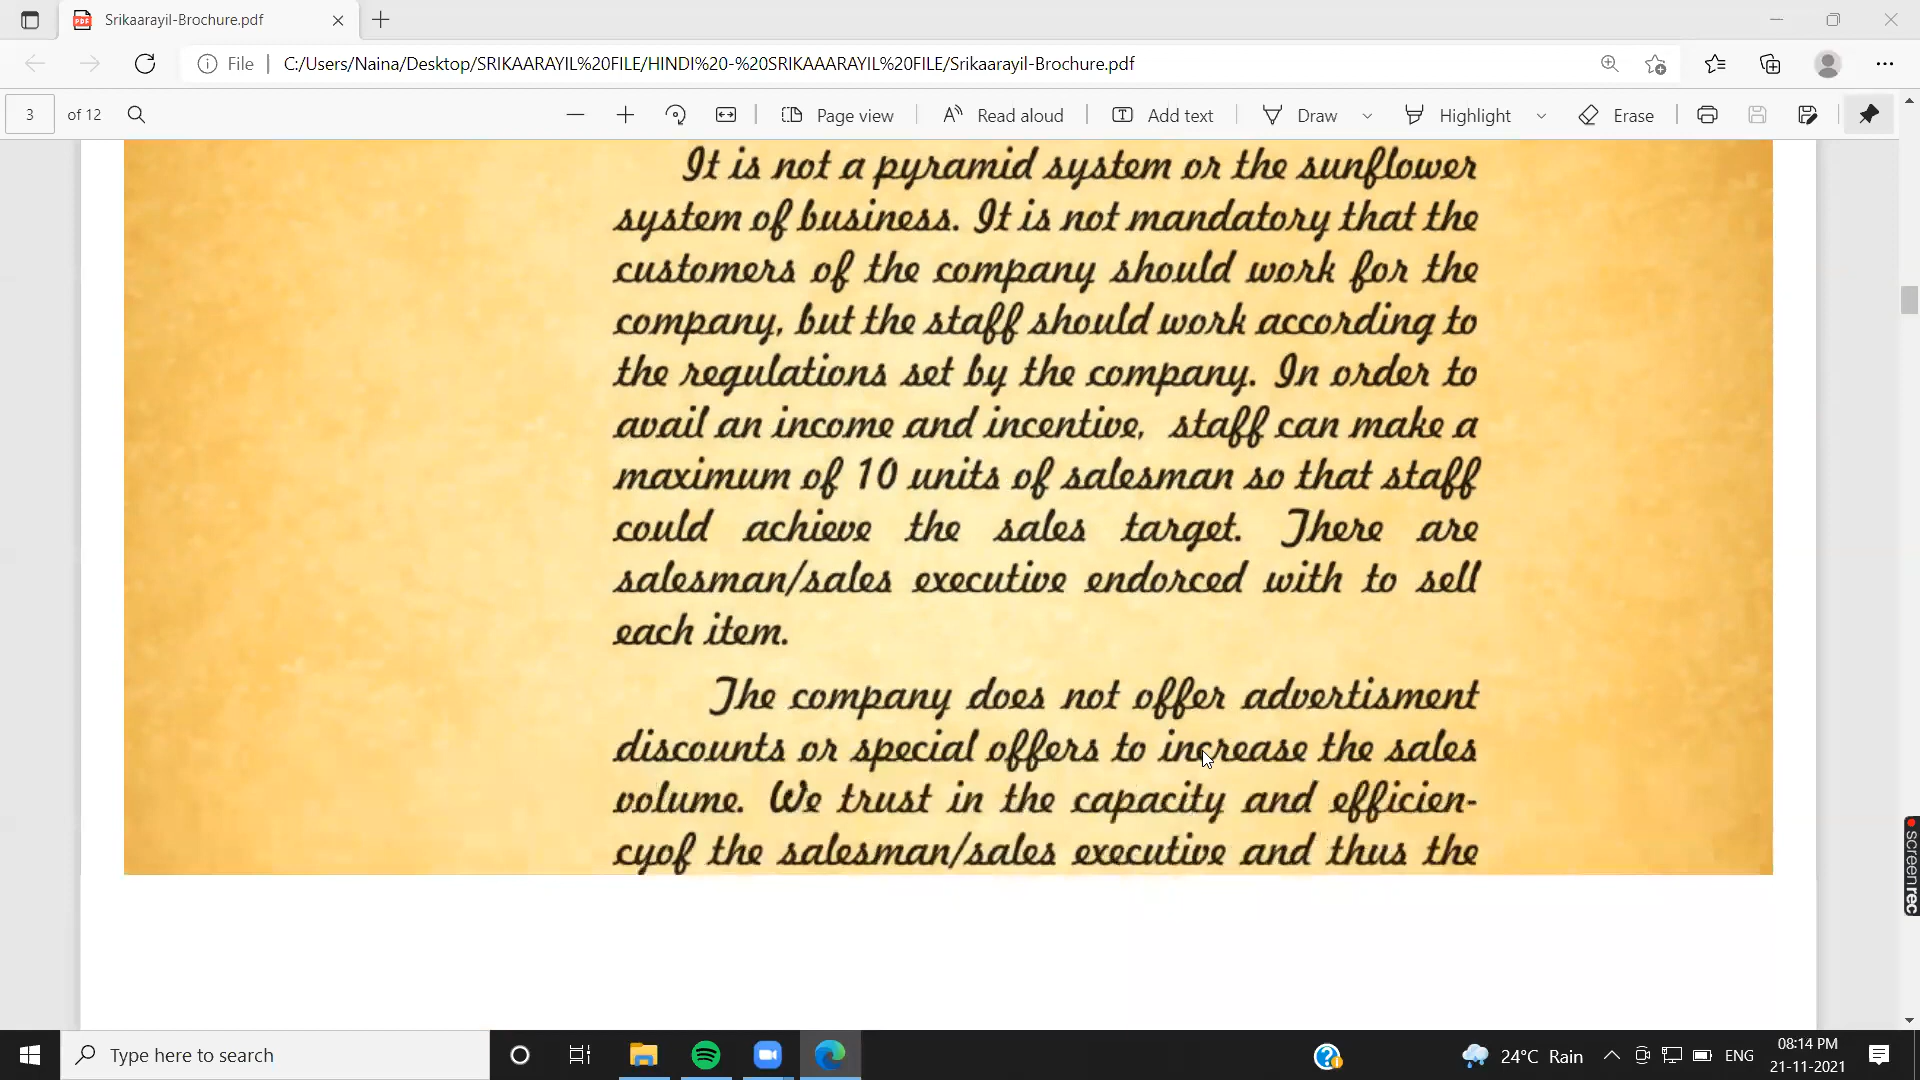 Srikaarayil-Brochure.pdf
File
C:/Users/Naina/Desktop/SRIKAARAYIL%20FILE/HINDI%20-%20SRIKAAARAYIL%20FILE/Srikaarayil-Brochure.pdf
3 of 12
Page view
Read aloud
Add text
Draw
Highlight
Erase
It is not a pyramid system or the sunflower
system of business. It is not mandatory that the
customers of the company should work for the
company, but the staff should work according to
the regulations set by the company. In order to
avail an income and incentive, staff can make a
maximum of 10 units of salesman so that staff
could achieve the sales target. There are
salesman/sales executive endorced with to sell
each item.
The company does not offer advertisment
discounts or special offers to increase the sales
volume. We trust in the capacity and efficien-
cyof the salesman/sales executive and thus the
screenrec
Type here to search
24°C Rain
ENG
08:14 PM
21-11-2021